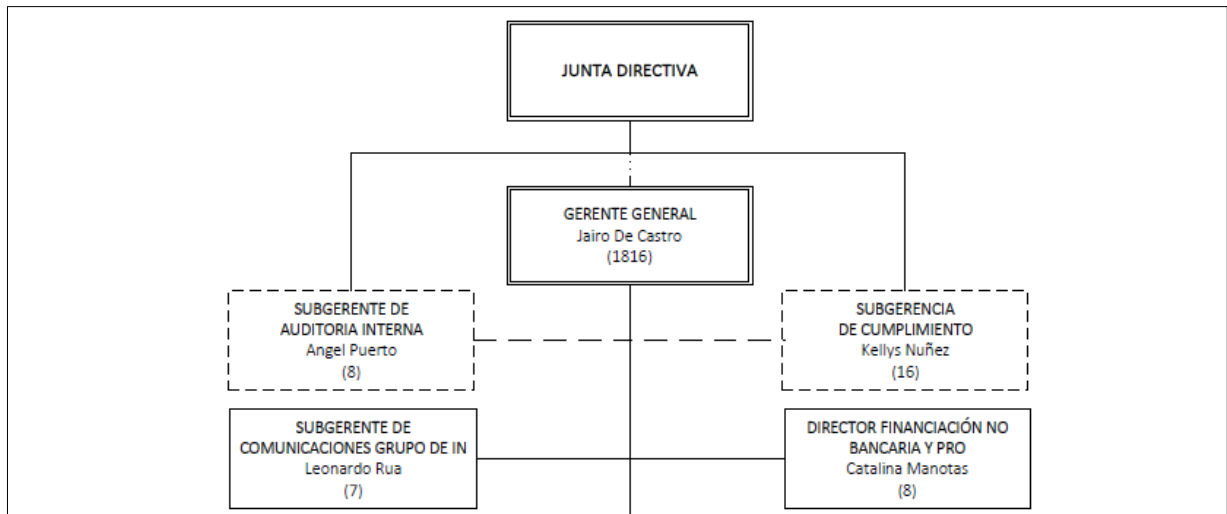 JUNTA DIRECTIVA
GERENTE GENERAL
Jairo De Castro
(1816)
SUBGERENTE DE
AUDITORIA INTERNA
Angel Puerto
(8)
SUBGERENCIA
DE CUMPLIMIENTO
Kellys Nuñez
(16)
SUBGERENTE DE
COMUNICACIONES GRUPO DE IN
Leonardo Rua
(7)
DIRECTOR FINANCIACIÓN NO
BANCARIA Y PRO
Catalina Manotas
(8)